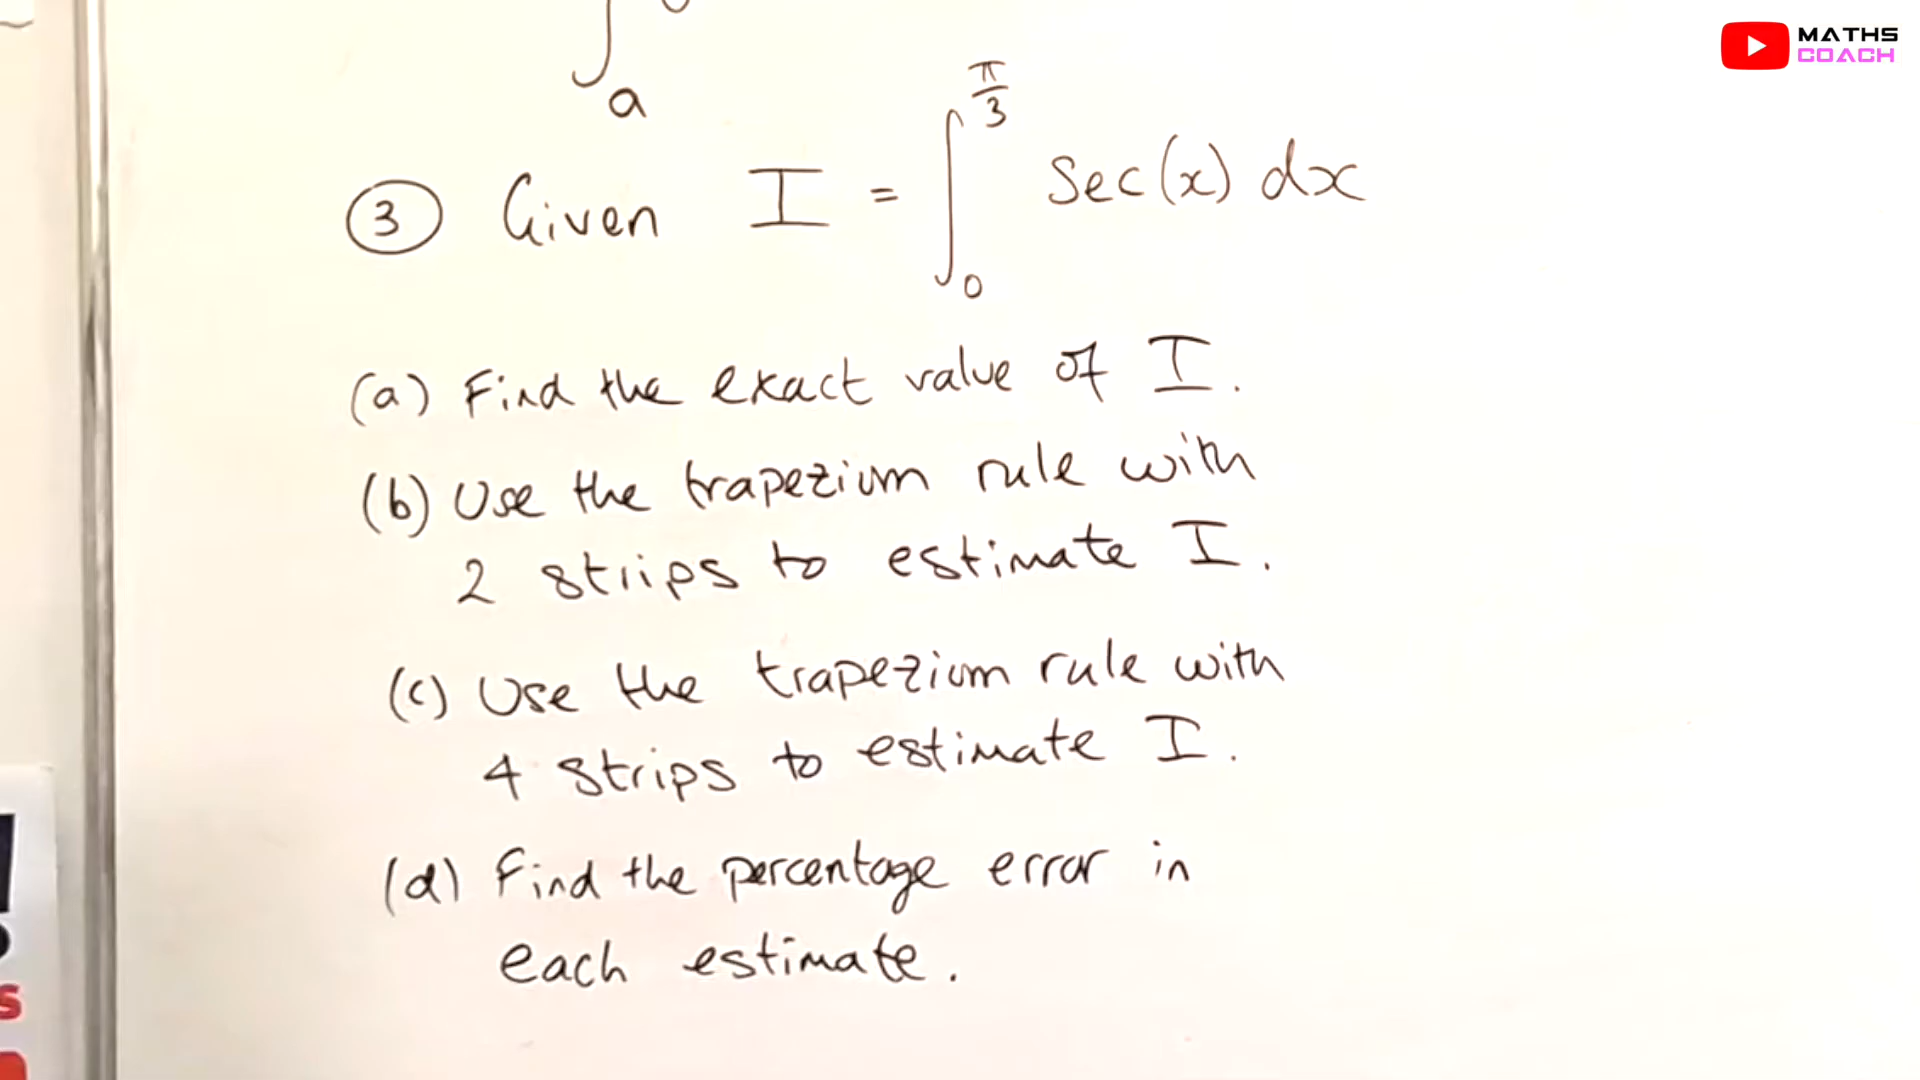 MATHS
COACH
∫ a
③ Given I = ∫₀^(π/3) sec(x) dx
(a) Find the exact value of I.
(b) Use the trapezium rule with
2 strips to estimate I.
(c) Use the trapezium rule with
4 strips to estimate I.
(d) Find the percentage error in
each estimate.
s